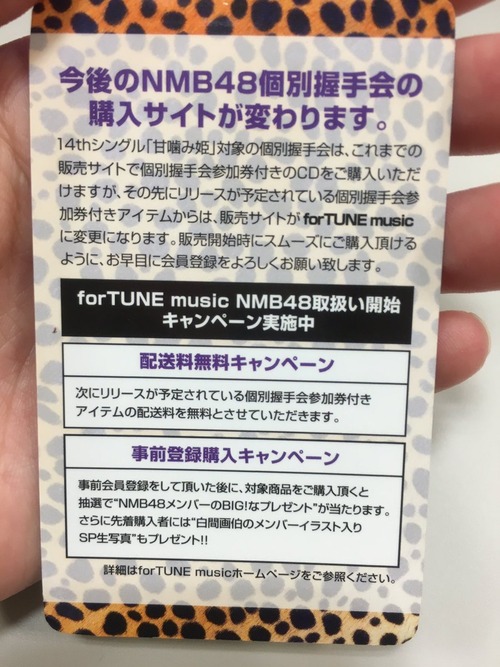 今後のNMB48個別握手会の
購入サイトが変わります。
14thシングル「甘噛み姫」対象の個別握手会は、これまでの
販売サイトで個別握手会参加券付きのCDをご購入いただ
けますが、その先にリリースが予定されている個別握手会参
加券付きアイテムからは、販売サイトがforTUNE music
に変更になります。販売開始時にスムーズにご購入頂ける
ように、お早目に会員登録をよろしくお願い致します。
forTUNE music NMB48取扱い開始
キャンペーン実施中
配送料無料キャンペーン
次にリリースが予定されている個別握手会参加券付き
アイテムの配送料を無料とさせていただきます。
事前登録購入キャンペーン
事前会員登録をして頂いた後に、対象商品をご購入頂くと
抽選で“NMB48メンバーのBIG!なプレゼント”が当たります。
さらに先着購入者には“白間画伯のメンバーイラスト入り
SP生写真”もプレゼント!!
詳細はforTUNE musicホームページをご参照ください。